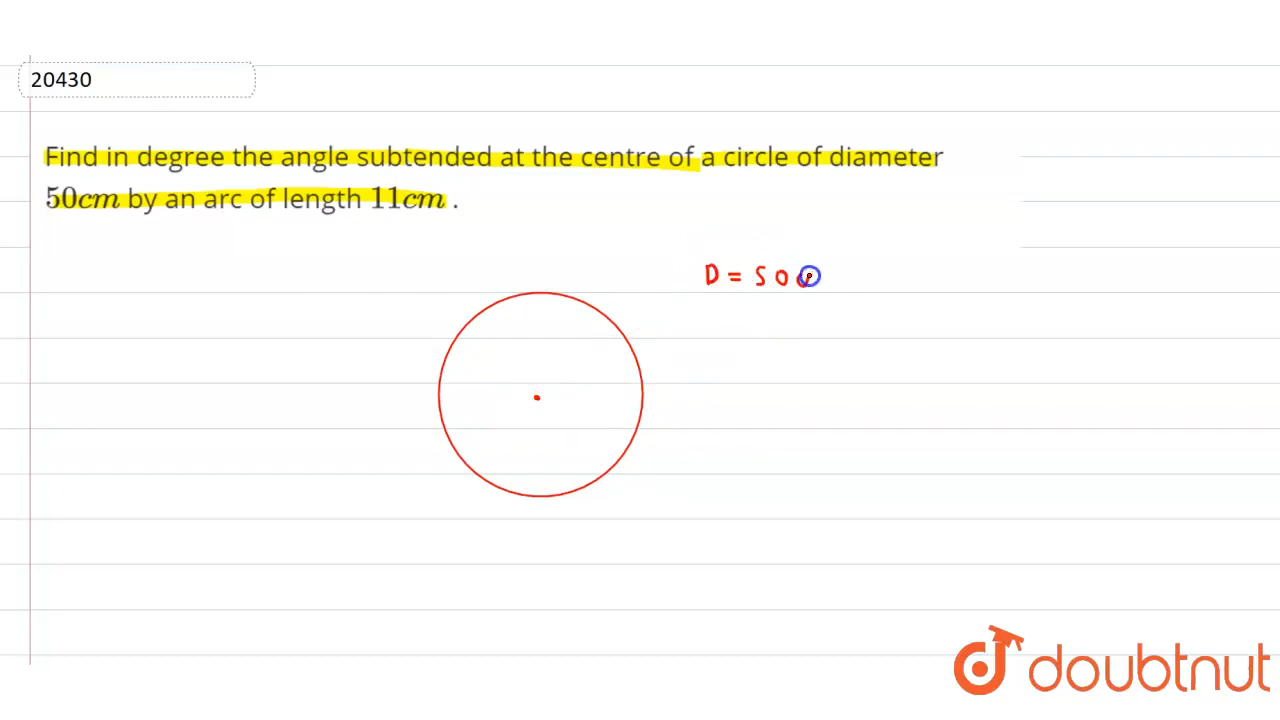 20430
Find in degree the angle subtended at the centre of a circle of diameter
50cm by an arc of length 11cm .
D = 50
doubtnut